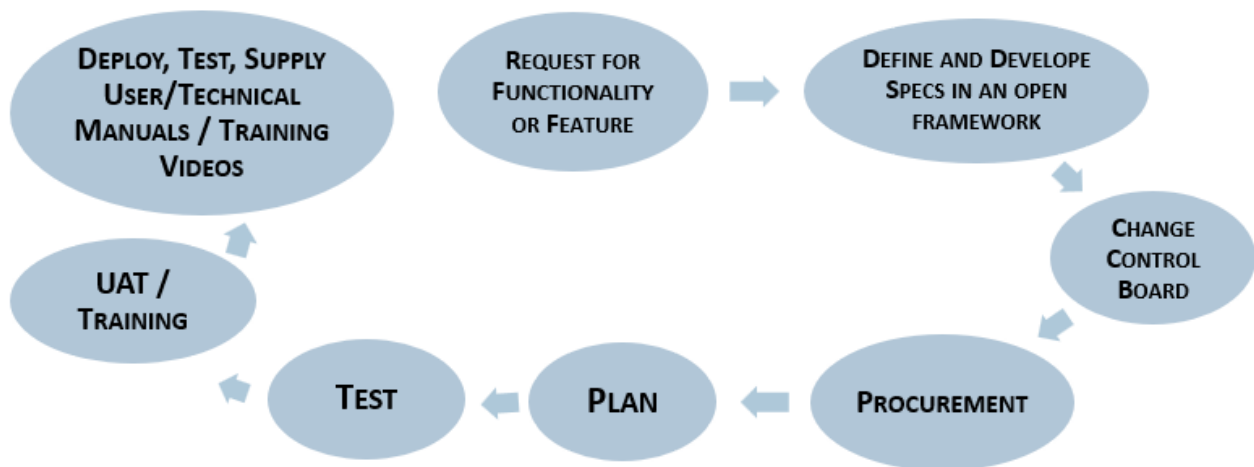 Request for
Functionality
or Feature
Define and Develope
Specs in an open
framework
Change
Control
Board
Procurement
Plan
Test
UAT /
Training
Deploy, Test, Supply
User/Technical
Manuals / Training
Videos